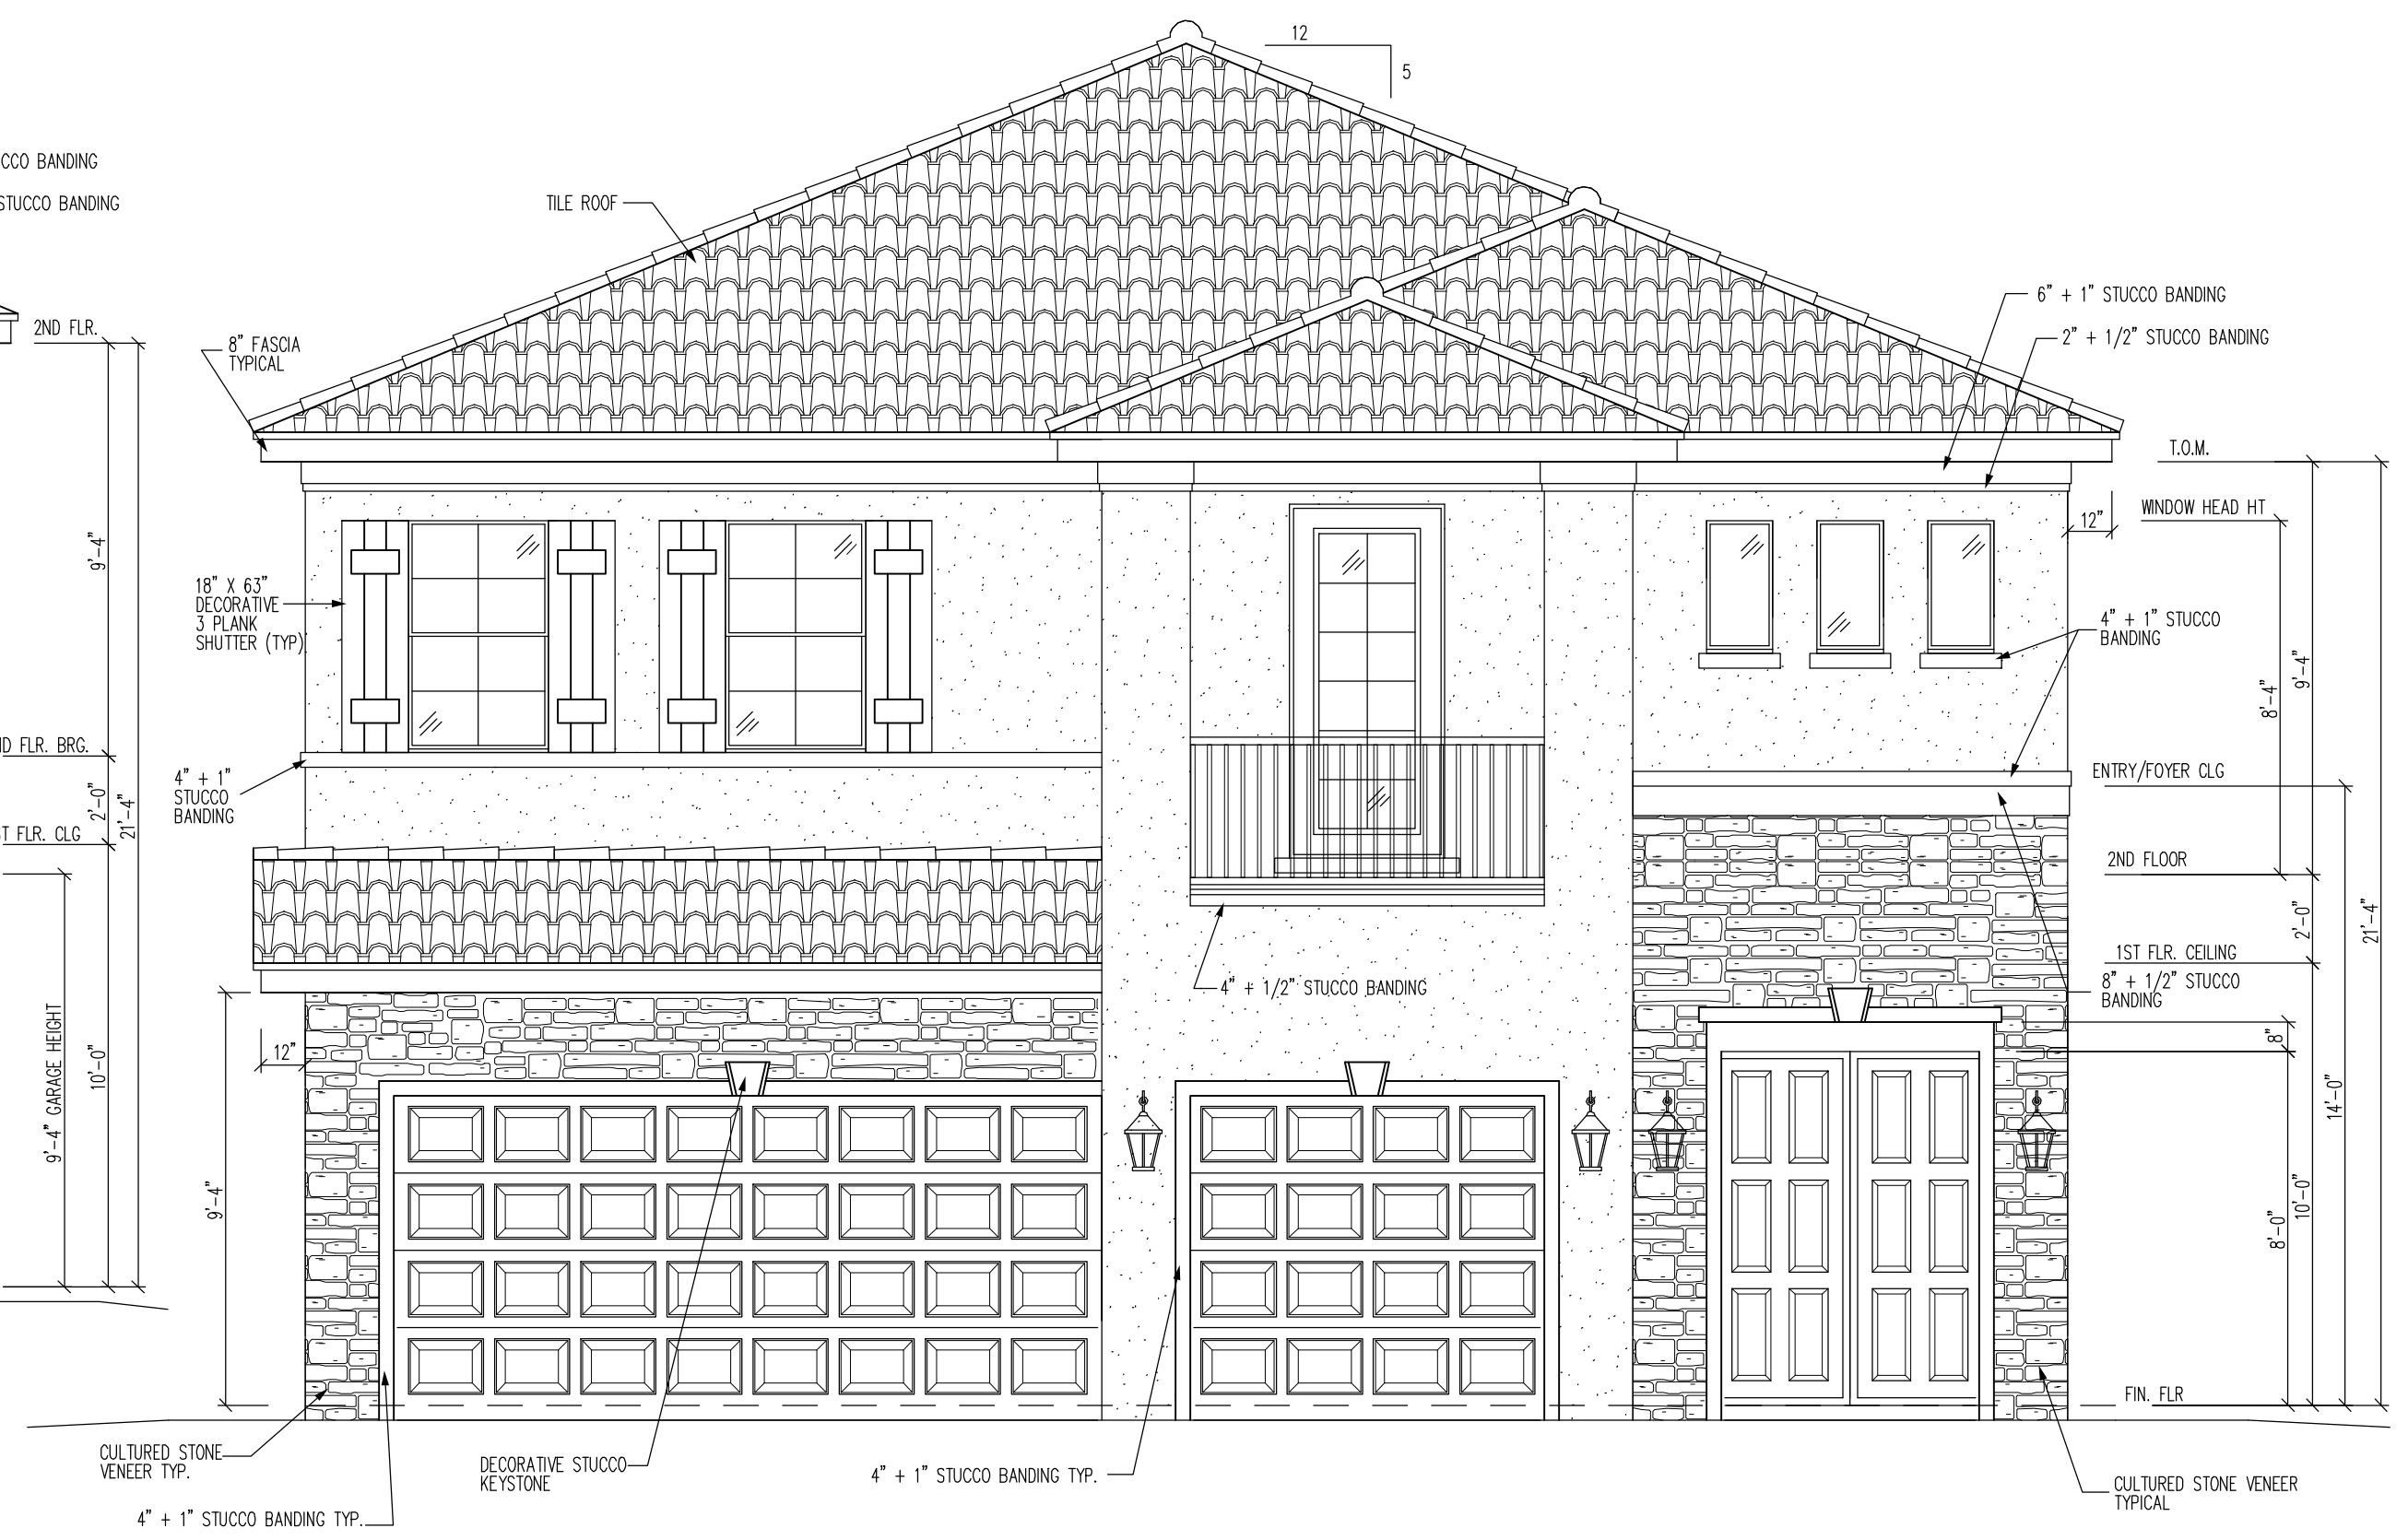 12
5
CCO BANDING
STUCCO BANDING
TILE ROOF
6" + 1" STUCCO BANDING
2ND FLR.
2" + 1/2" STUCCO BANDING
8" FASCIA
TYPICAL
T.O.M.
WINDOW HEAD HT
12"
9'-4"
18" X 63"
DECORATIVE
3 PLANK
SHUTTER (TYP)
4" + 1" STUCCO
BANDING
9'-4"
8'-4"
D FLR. BRG.
4" + 1"
STUCCO
BANDING
ENTRY/FOYER CLG
2'-0"
21'-4"
T FLR. CLG
2ND FLOOR
2'-0"
21'-4"
1ST FLR. CEILING
4" + 1/2" STUCCO BANDING
8" + 1/2" STUCCO
BANDING
9'-4" GARAGE HEIGHT
10'-0"
12"
8"
14'-0"
9'-4"
10'-0"
8'-0"
FIN. FLR
CULTURED STONE
VENEER TYP.
DECORATIVE STUCCO
KEYSTONE
4" + 1" STUCCO BANDING TYP.
CULTURED STONE VENEER
TYPICAL
4" + 1" STUCCO BANDING TYP.